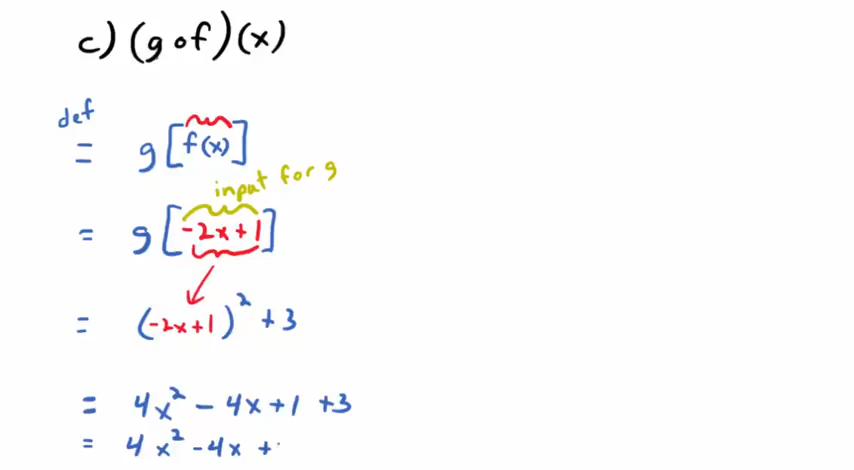 c) (g ∘ f)(x)
def
= g[f(x)]
input for g
= g[-2x+1]
= (-2x+1)² + 3
= 4x² - 4x + 1 + 3
= 4x² - 4x +